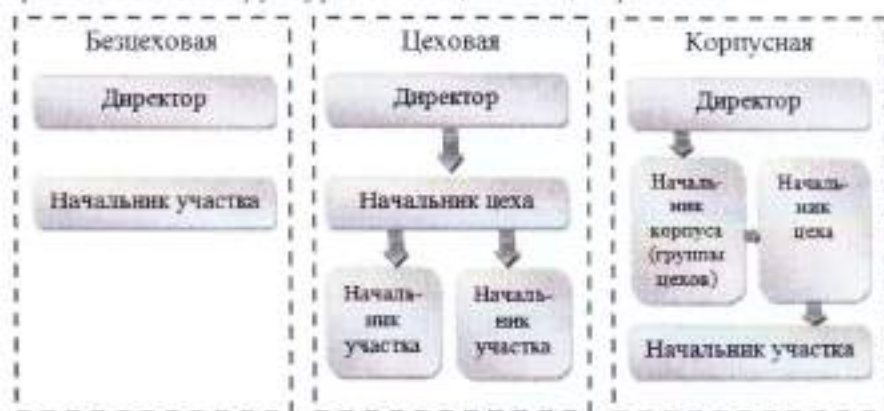 Безцеховая
Директор
Начальник участка
Цеховая
Директор
Начальник цеха
Началь-
ник
участка
Началь-
ник
участка
Корпусная
Директор
Началь-
ник
корпуса
(группы
цехов)
Началь-
ник
цеха
Начальник участка